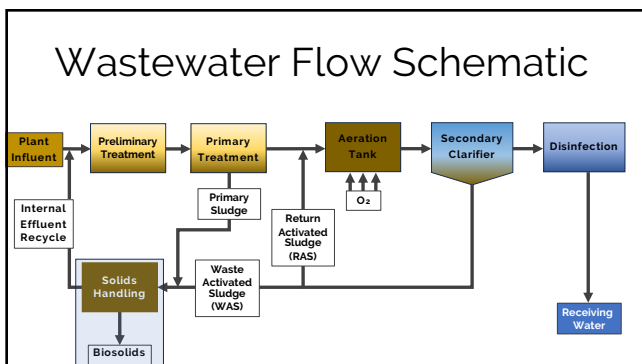 Wastewater Flow Schematic
Plant
Influent
Preliminary
Treatment
Primary
Treatment
Aeration
Tank
Secondary
Clarifier
Disinfection
Primary
Sludge
O₂
Internal
Effluent
Recycle
Return
Activated
Sludge
(RAS)
Solids
Handling
Waste
Activated
Sludge
(WAS)
Receiving
Water
Biosolids